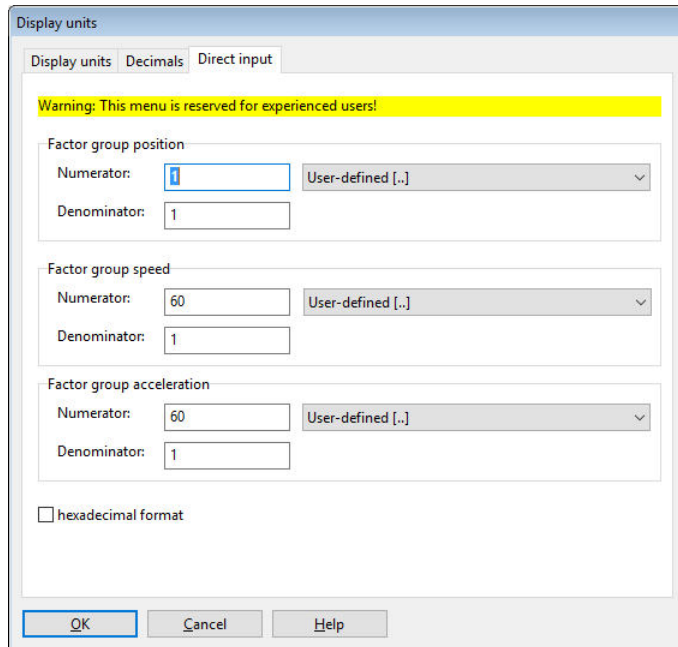 Display units
Display units Decimals Direct input
Warning: This menu is reserved for experienced users!
Factor group position
Numerator: 1 User-defined [..]
Denominator: 1
Factor group speed
Numerator: 60 User-defined [..]
Denominator: 1
Factor group acceleration
Numerator: 60 User-defined [..]
Denominator: 1
hexadecimal format
OK Cancel Help